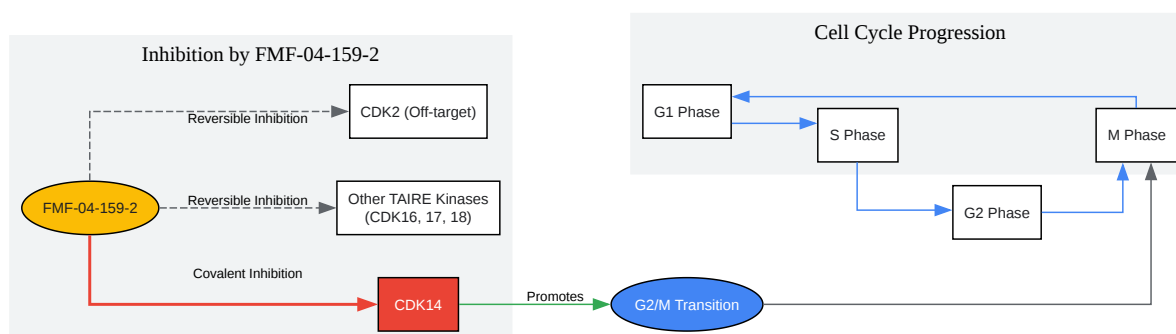 Inhibition by FMF-04-159-2
CDK2 (Off-target)
Reversible Inhibition
FMF-04-159-2
Reversible Inhibition
Other TAIRE Kinases
(CDK16, 17, 18)
Covalent Inhibition
CDK14
Promotes
G2/M Transition
Cell Cycle Progression
G1 Phase
S Phase
M Phase
G2 Phase